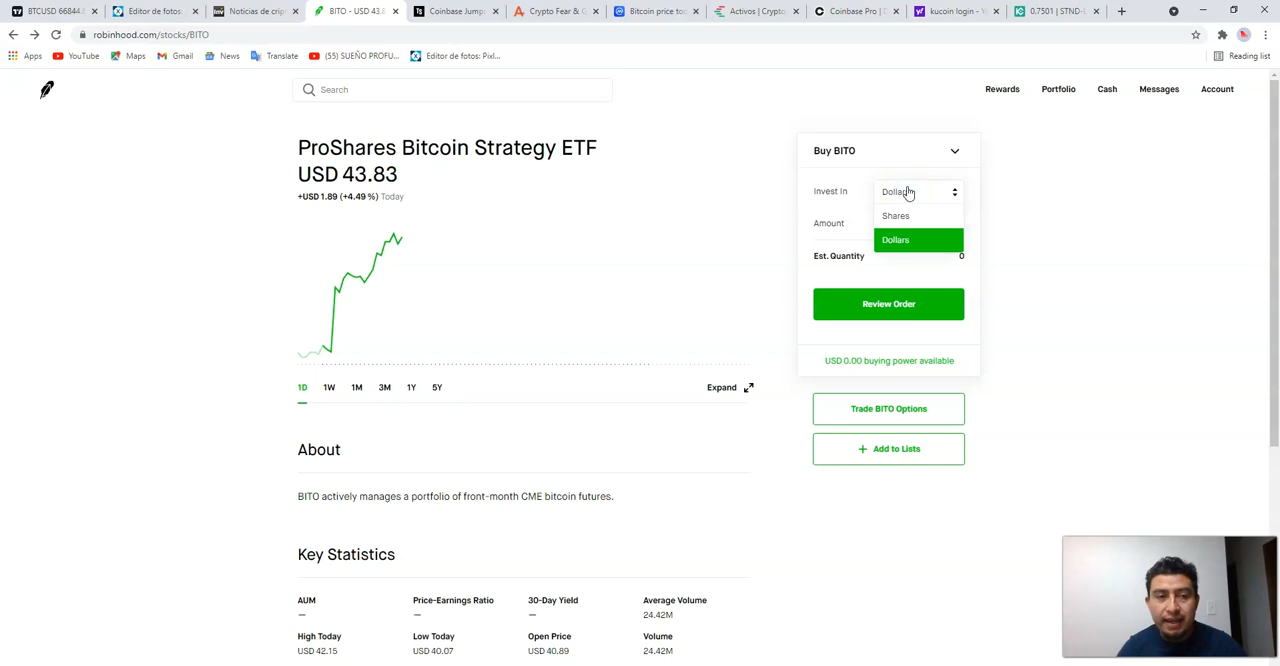 BTCUSD 66844.
Editor de fotos:
Noticias de crip
BITO - USD 43.8
Coinbase Jump
Crypto Fear & G
Bitcoin price to
Activos | Crypto
Coinbase Pro | D
kucoin login - Y
0.7501 | STND-U
robinhood.com/stocks/BITO
Apps YouTube Maps Gmail News Translate (55) SUEÑO PROFU... Editor de fotos: Pixl... Reading list
Search
Rewards Portfolio Cash Messages Account
ProShares Bitcoin Strategy ETF
USD 43.83
+USD 1.89 (+4.49 %) Today
1D 1W 1M 3M 1Y 5Y
Expand
About
BITO actively manages a portfolio of front-month CME bitcoin futures.
Key Statistics
AUM Price-Earnings Ratio 30-Day Yield Average Volume
— — — 24.42M
High Today Low Today Open Price Volume
USD 42.15 USD 40.07 USD 40.89 24.42M
Buy BITO
Invest In Dollars
Shares
Amount
Dollars
Est. Quantity 0
Review Order
USD 0.00 buying power available
Trade BITO Options
+ Add to Lists